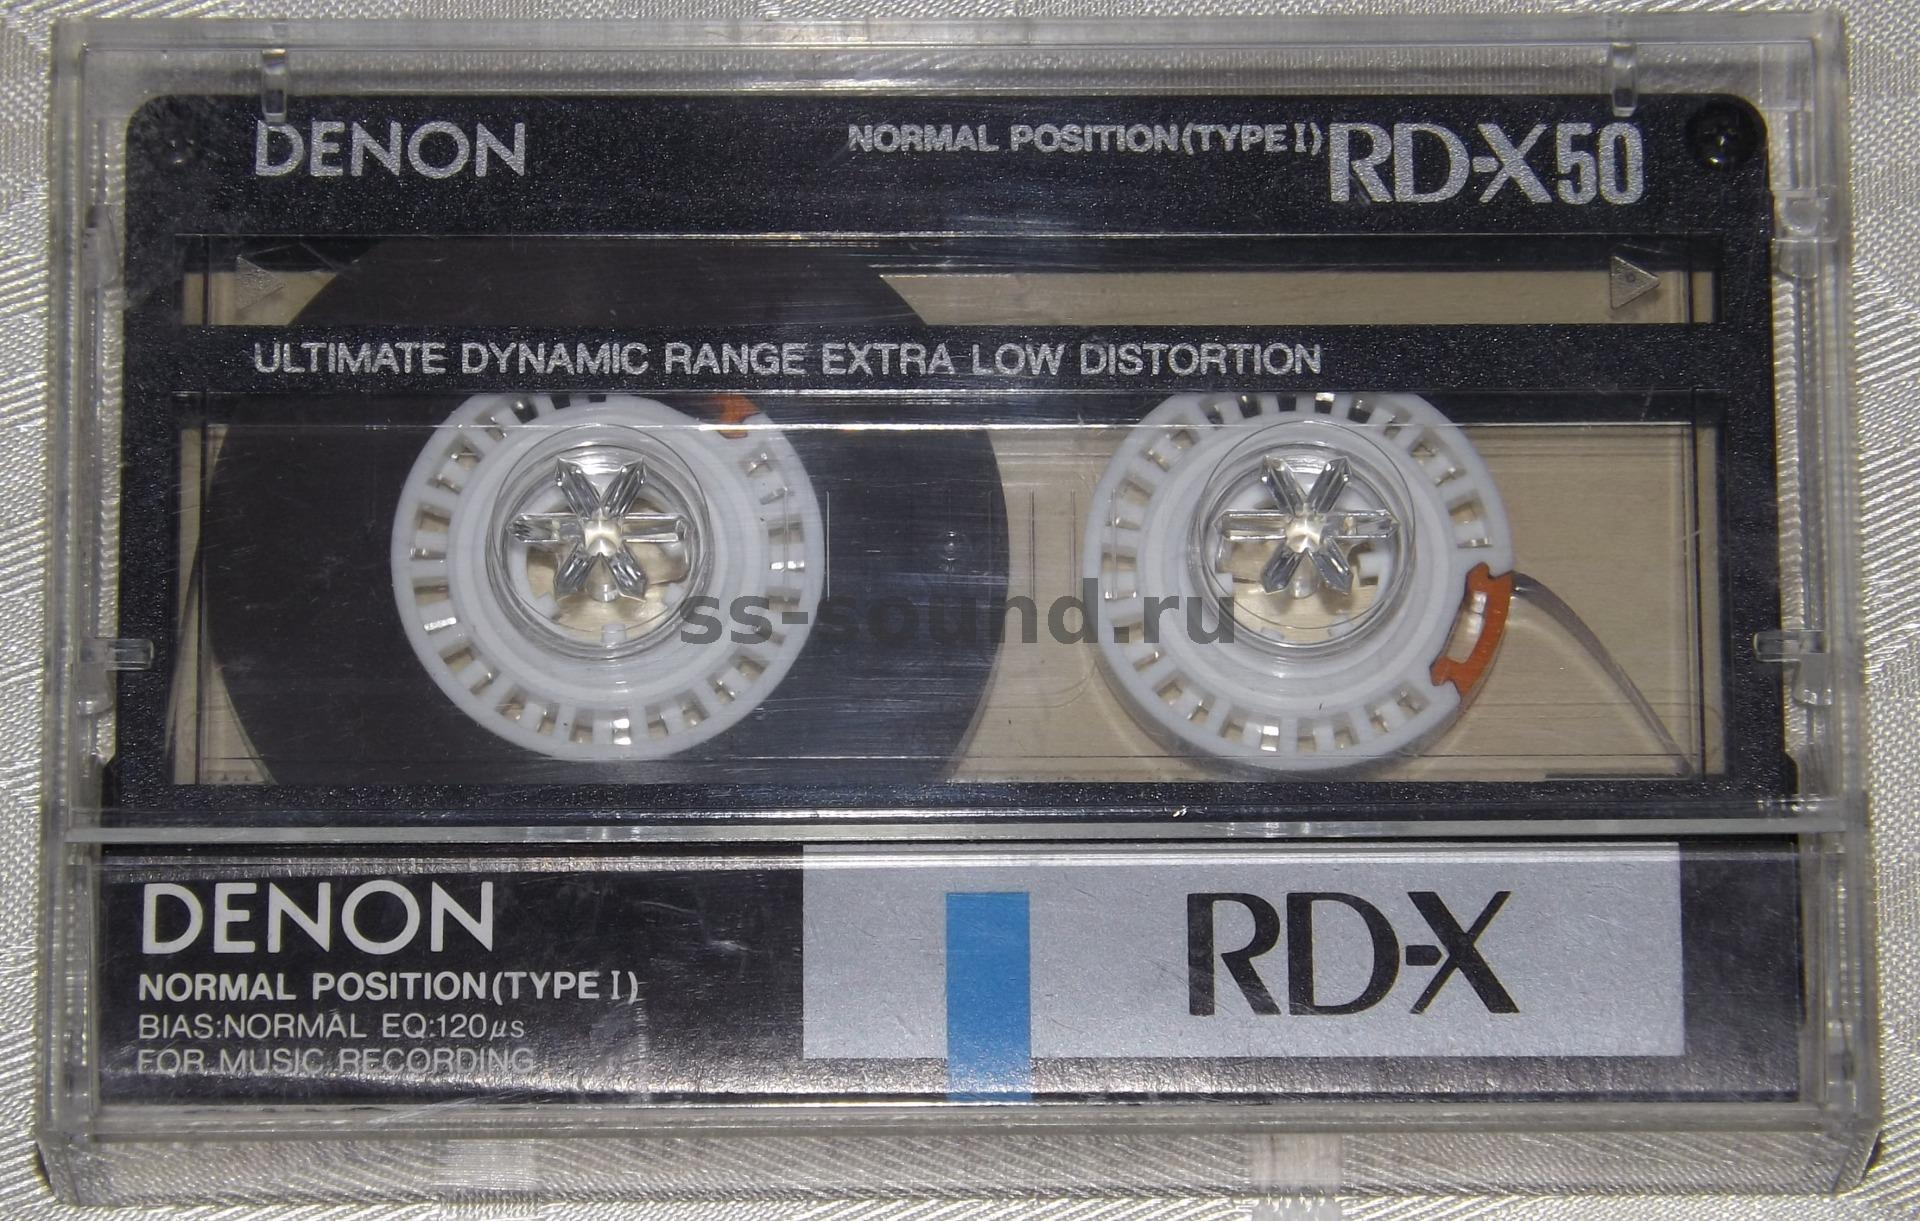 DENON
NORMAL POSITION(TYPE I) RD-X50
ULTIMATE DYNAMIC RANGE EXTRA LOW DISTORTION
ss-sound.ru
DENON
NORMAL POSITION(TYPE I)
BIAS:NORMAL EQ:120µs
FOR MUSIC RECORDING
RD-X